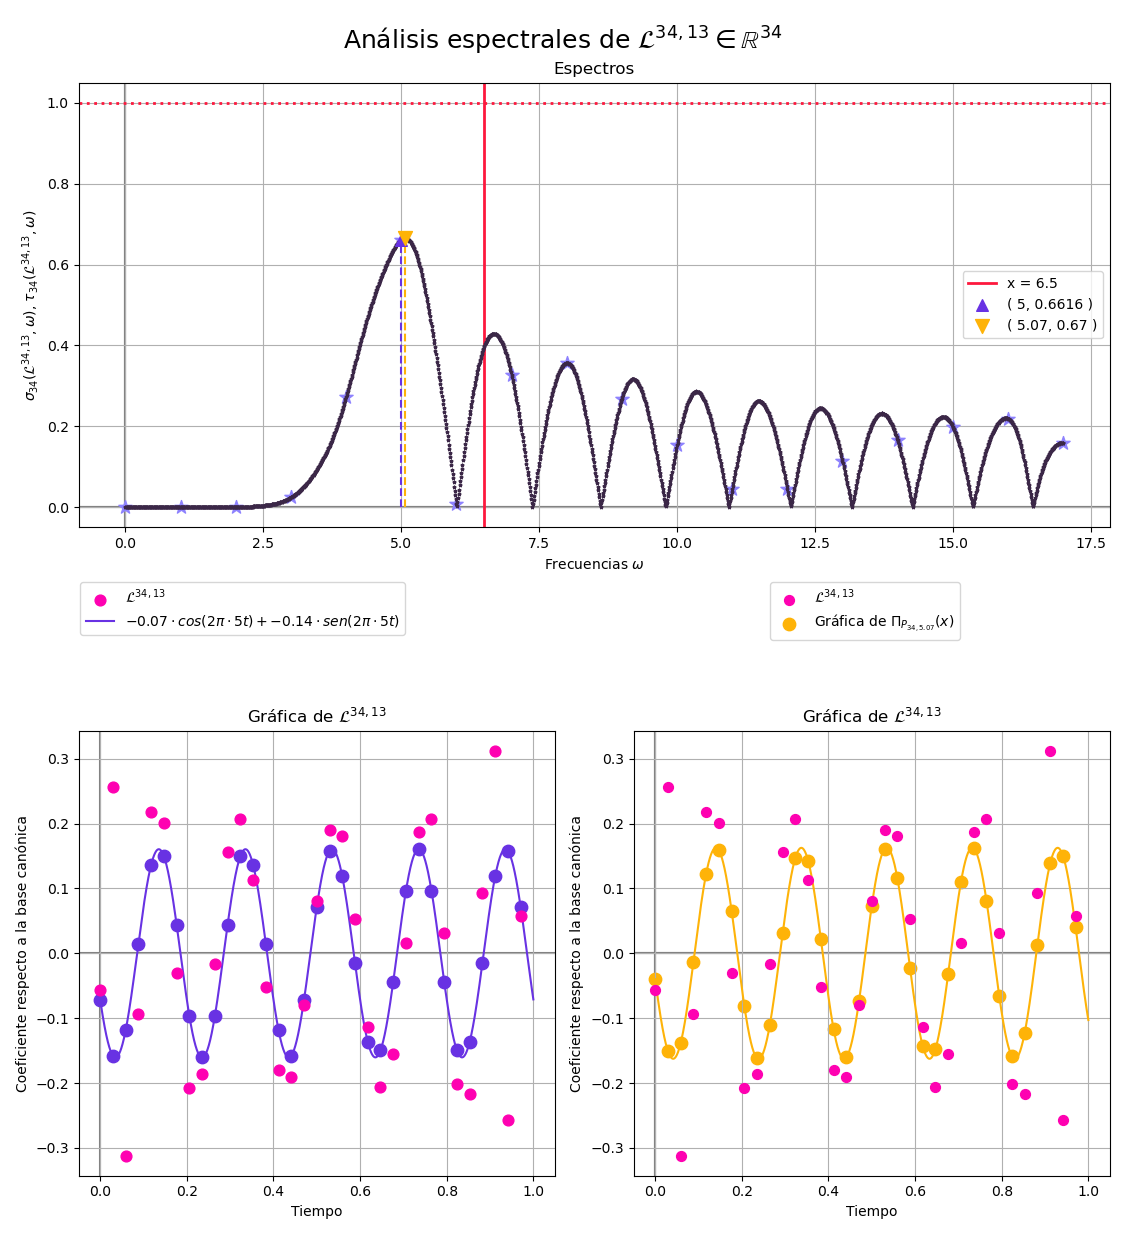 Análisis espectrales de 𝓛^{34,13} ∈ ℝ^{34}
Espectros
σ_{34}(𝓛^{34,13}, ω), τ_{34}(𝓛^{34,13}, ω)
1.0
0.8
0.6
0.4
0.2
0.0
x = 6.5
( 5, 0.6616 )
( 5.07, 0.67 )
0.0 2.5 5.0 7.5 10.0 12.5 15.0 17.5
Frecuencias ω
𝓛^{34,13}
−0.07 · cos(2π · 5t) + −0.14 · sen(2π · 5t)
𝓛^{34,13}
Gráfica de Π_{P_{34,5.07}}(x)
Gráfica de 𝓛^{34,13}
Coeficiente respecto a la base canónica
0.3
0.2
0.1
0.0
−0.1
−0.2
−0.3
0.0 0.2 0.4 0.6 0.8 1.0
Tiempo
Gráfica de 𝓛^{34,13}
Coeficiente respecto a la base canónica
0.3
0.2
0.1
0.0
−0.1
−0.2
−0.3
0.0 0.2 0.4 0.6 0.8 1.0
Tiempo